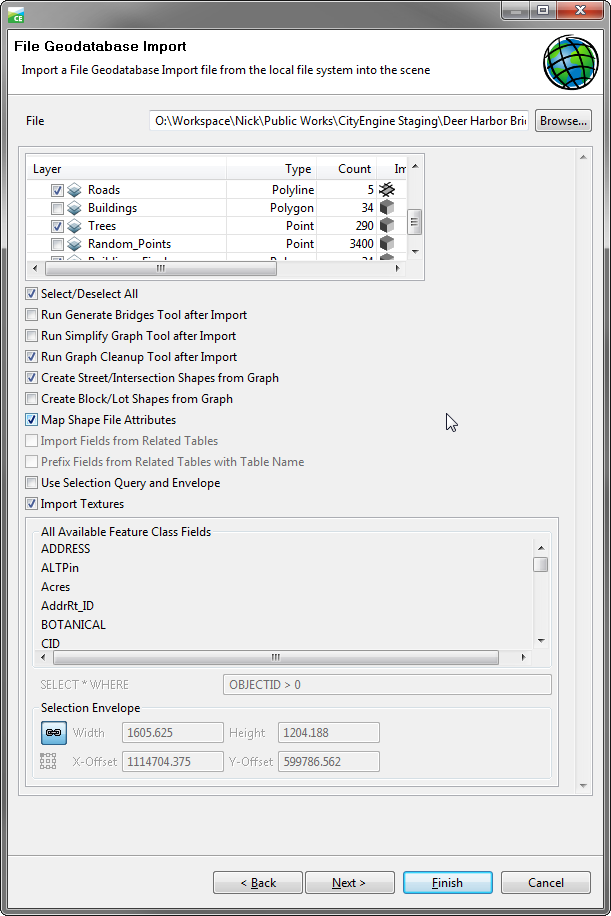 CE
File Geodatabase Import
Import a File Geodatabase Import file from the local file system into the scene
File O:\Workspace\Nick\Public Works\CityEngine Staging\Deer Harbor Bri Browse...
Layer Type Count Im
Roads Polyline 5
Buildings Polygon 34
Trees Point 290
Random_Points Point 3400
Select/Deselect All
Run Generate Bridges Tool after Import
Run Simplify Graph Tool after Import
Run Graph Cleanup Tool after Import
Create Street/Intersection Shapes from Graph
Create Block/Lot Shapes from Graph
Map Shape File Attributes
Import Fields from Related Tables
Prefix Fields from Related Tables with Table Name
Use Selection Query and Envelope
Import Textures
All Available Feature Class Fields
ADDRESS
ALTPin
Acres
AddrRt_ID
BOTANICAL
CID
SELECT * WHERE OBJECTID > 0
Selection Envelope
Width 1605.625 Height 1204.188
X-Offset 1114704.375 Y-Offset 599786.562
< Back Next > Finish Cancel